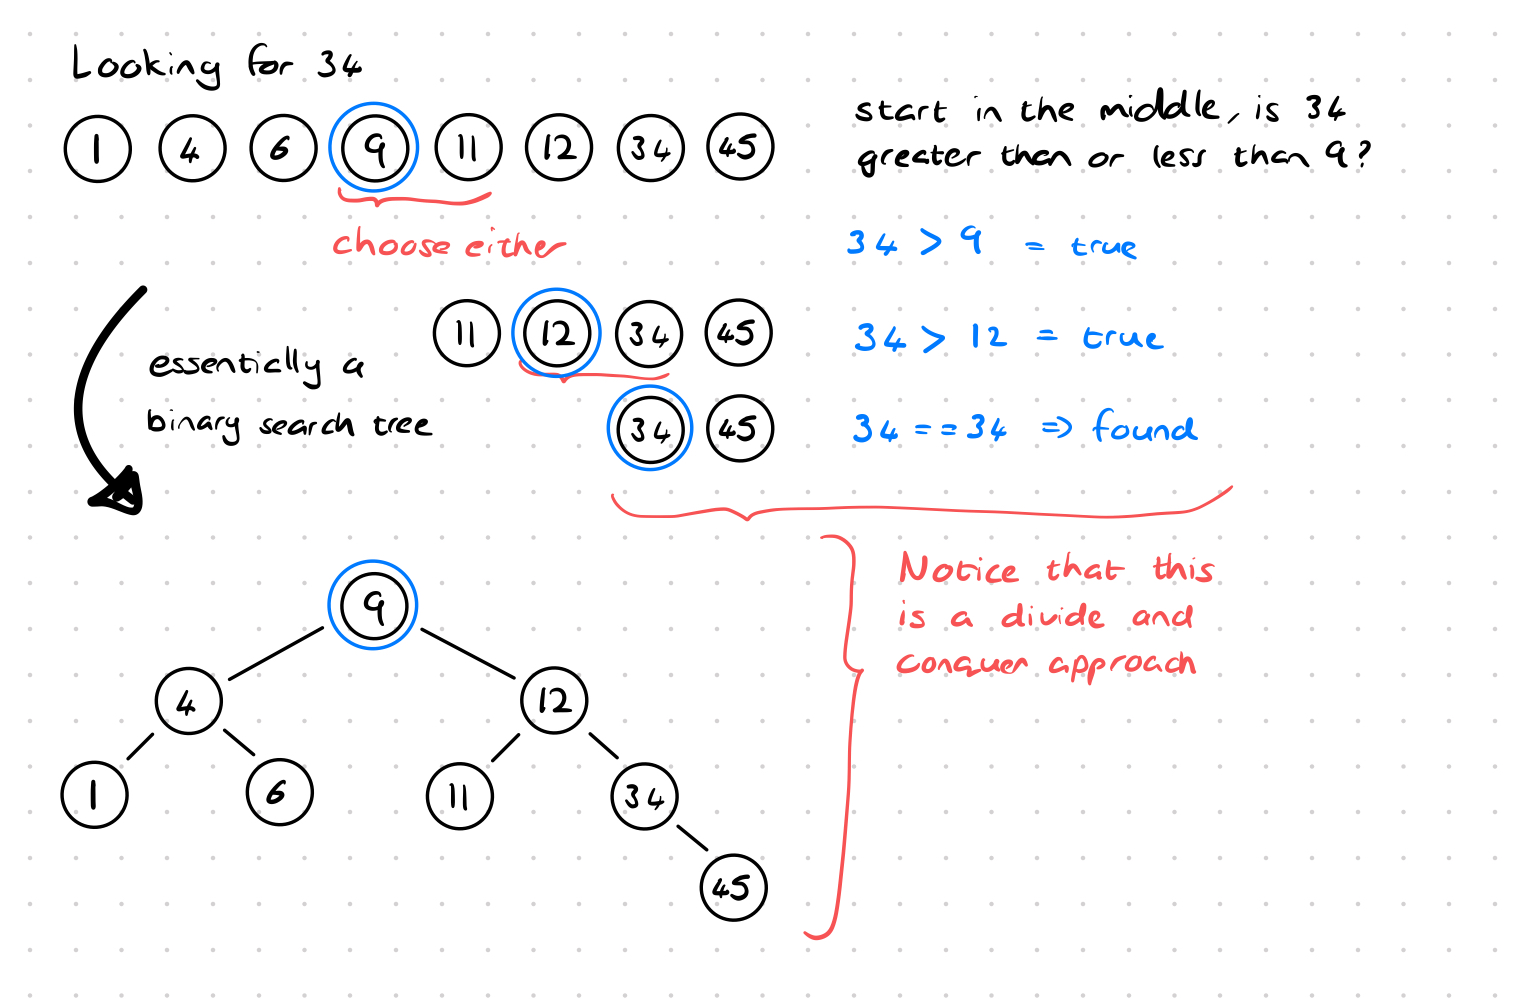 Looking for 34
1 4 6 9 11 12 34 45
choose either
start in the middle, is 34
greater than or less than 9?
34 > 9 = true
11 12 34 45
34 > 12 = true
34 45
34 == 34 => found
essentially a
binary search tree
9
4 12
1 6 11 34
45
Notice that this
is a divide and
conquer approach